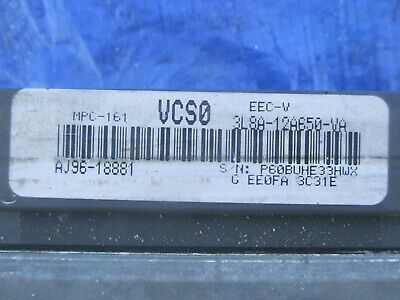 MPC-161 VCS0 EEC-V
3L8A-12A650-VA
AJ96-18881
S/N: P60BUHE33HWX
G EE0FA 3C31E